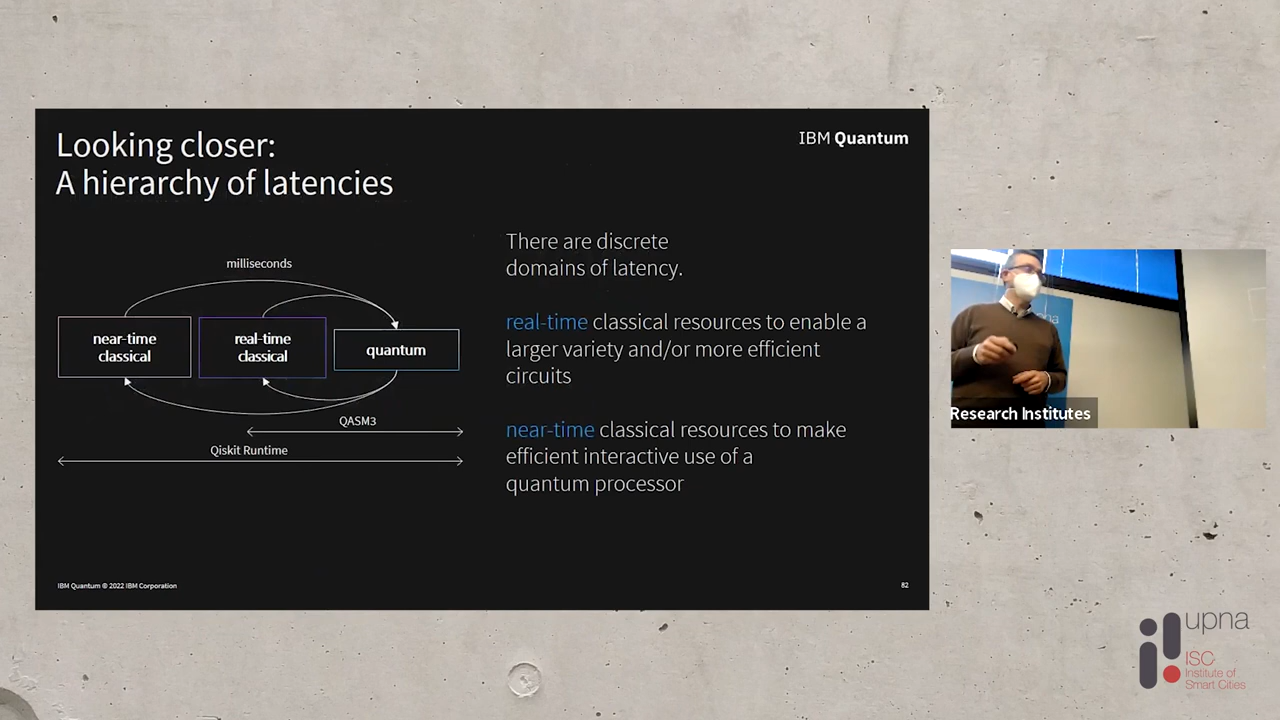 Looking closer:
A hierarchy of latencies
IBM Quantum
milliseconds
near-time
classical
real-time
classical
quantum
QASM3
Qiskit Runtime
There are discrete
domains of latency.
real-time classical resources to enable a
larger variety and/or more efficient
circuits
near-time classical resources to make
efficient interactive use of a
quantum processor
IBM Quantum © 2022 IBM Corporation
82
Research Institutes
upna
ISC
Institute of
Smart Cities